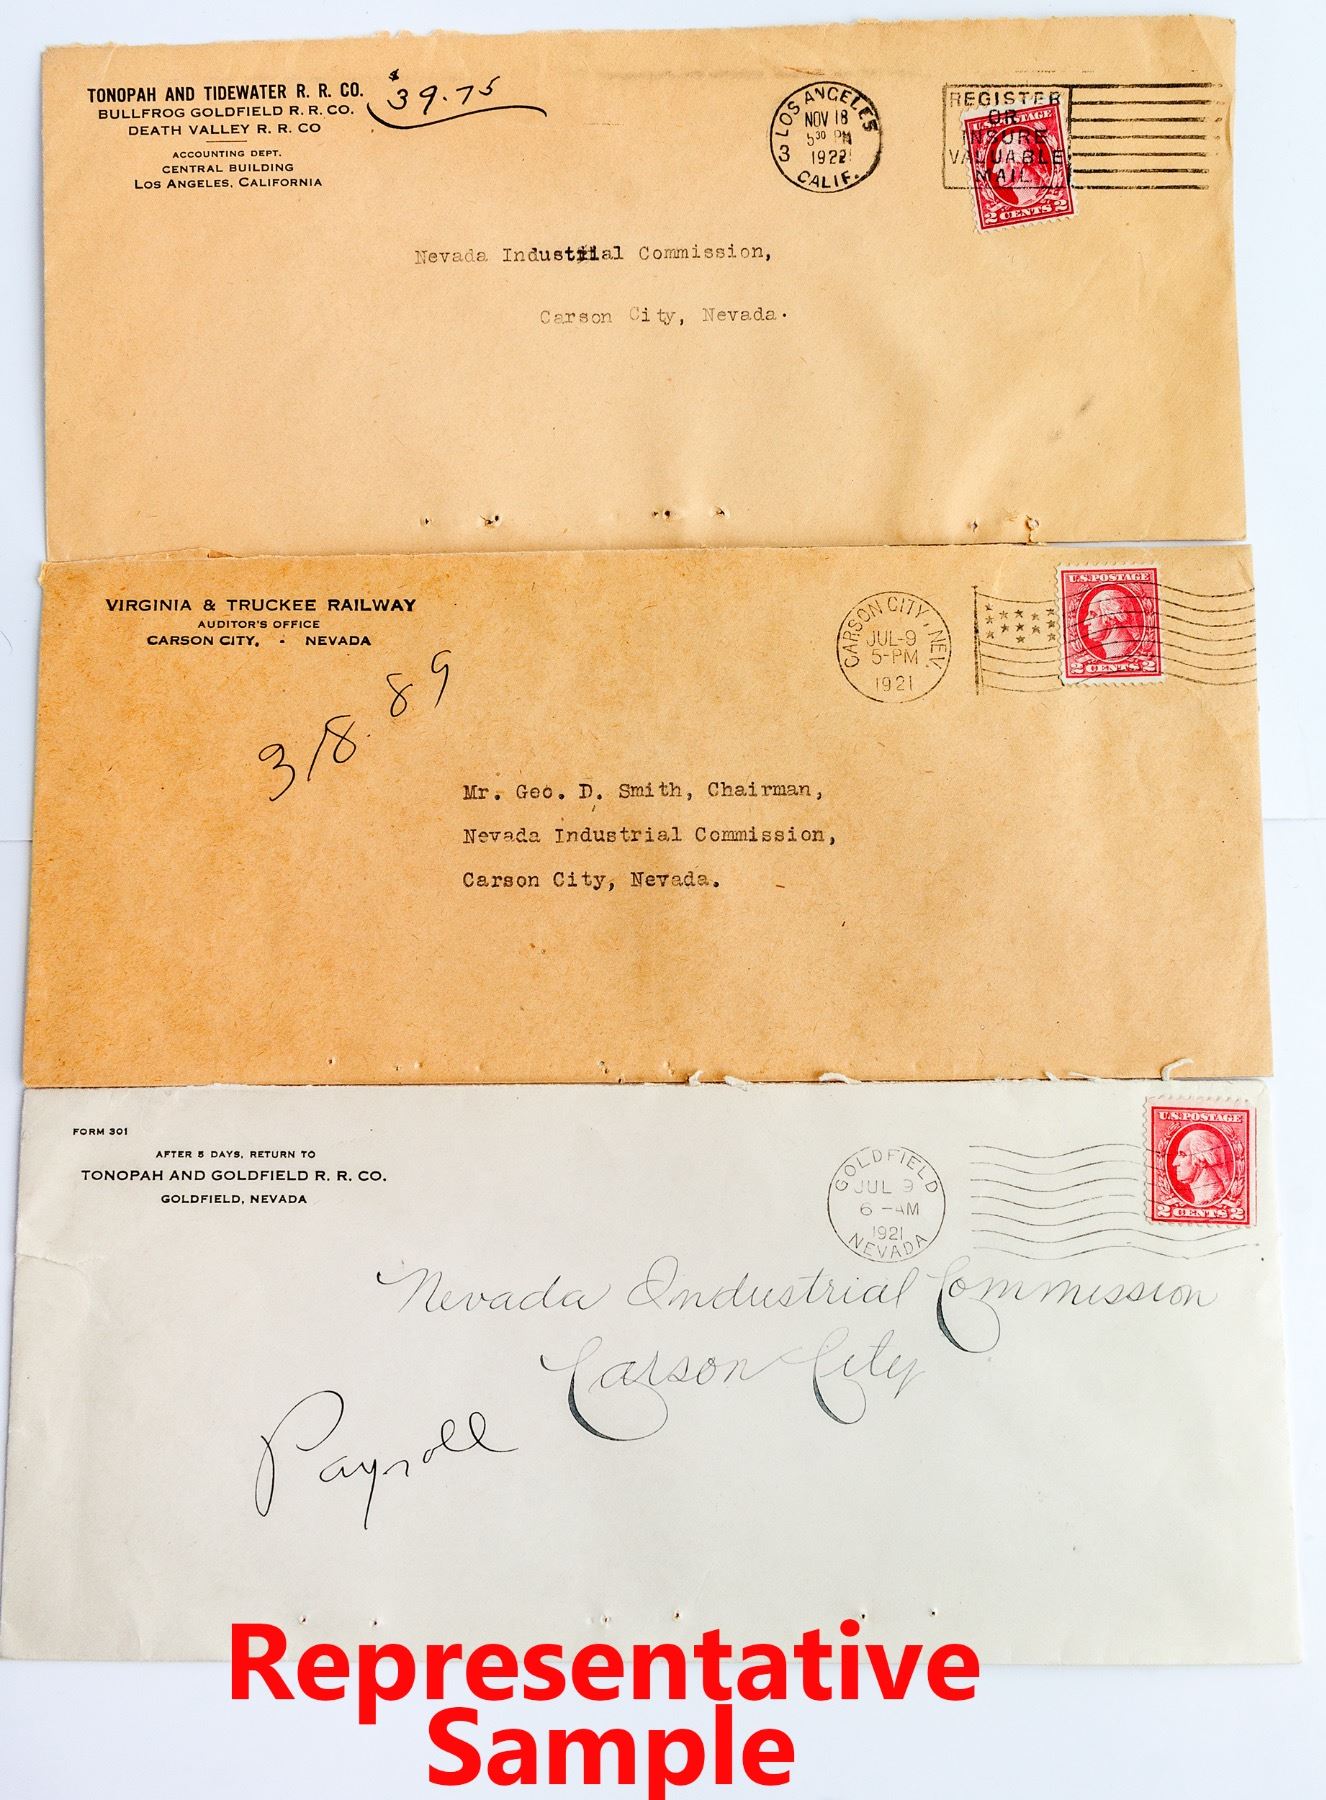 TONOPAH AND TIDEWATER R. R. CO.
BULLFROG GOLDFIELD R. R. CO.
DEATH VALLEY R. R. CO
ACCOUNTING DEPT.
CENTRAL BUILDING
LOS ANGELES, CALIFORNIA
$39.75
LOS ANGELES
NOV 18
5 30 PM
1922
3
CALIF.
REGISTER
OR
INSURE
VALUABLE
MAIL
U.S. POSTAGE
2 CENTS 2
Nevada Industrial Commission,
Carson City, Nevada.
VIRGINIA & TRUCKEE RAILWAY
AUDITOR'S OFFICE
CARSON CITY, - NEVADA
318.89
CARSON CITY, NEV.
JUL-9
5-PM
1921
U.S. POSTAGE
2 CENTS 2
Mr. Geo. D. Smith, Chairman,
Nevada Industrial Commission,
Carson City, Nevada.
FORM 301
AFTER 5 DAYS, RETURN TO
TONOPAH AND GOLDFIELD R. R. CO.
GOLDFIELD, NEVADA
GOLDFIELD
JUL 9
6-AM
1921
NEVADA
U.S. POSTAGE
2 CENTS 2
Nevada Industrial Commission
Carson City
Payroll
Representative
Sample